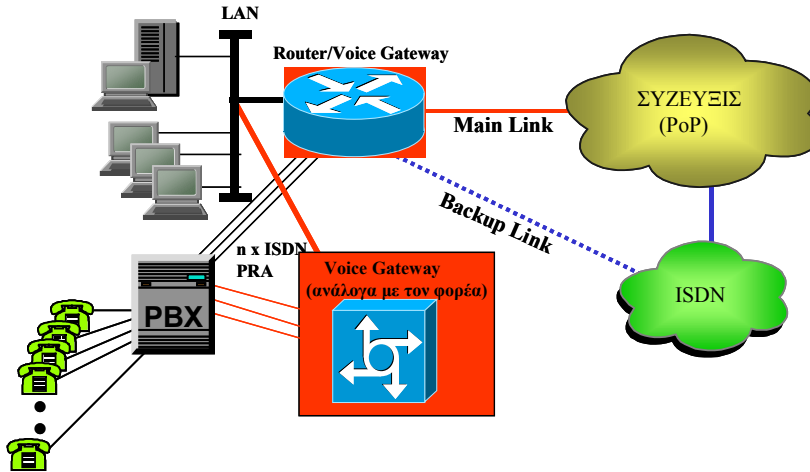 LAN
Router/Voice Gateway
ΣΥΖΕΥΞΙΣ
(PoP)
Main Link
Backup Link
n x ISDN
PRA
Voice Gateway
(ανάλογα με τον φορέα)
ISDN
PBX